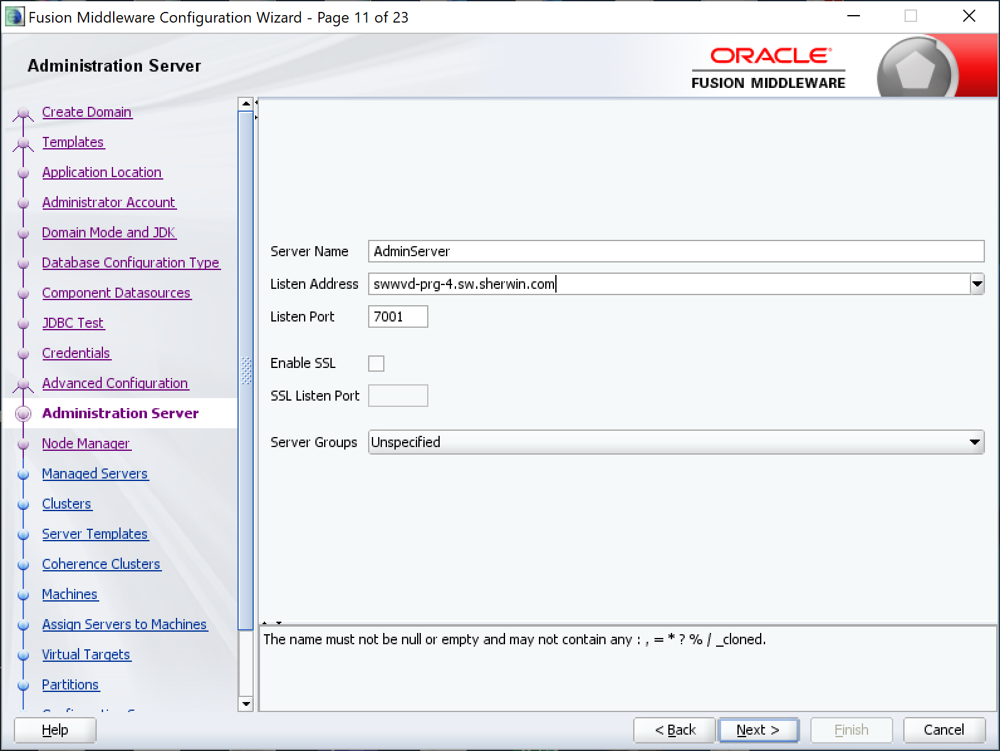 Fusion Middleware Configuration Wizard - Page 11 of 23
Administration Server
ORACLE
FUSION MIDDLEWARE
Create Domain
Templates
Application Location
Administrator Account
Domain Mode and JDK
Database Configuration Type
Component Datasources
JDBC Test
Credentials
Advanced Configuration
Administration Server
Node Manager
Managed Servers
Clusters
Server Templates
Coherence Clusters
Machines
Assign Servers to Machines
Virtual Targets
Partitions
Server Name AdminServer
Listen Address swwvd-prg-4.sw.sherwin.com
Listen Port 7001
Enable SSL
SSL Listen Port
Server Groups Unspecified
The name must not be null or empty and may not contain any : , = * ? % / _cloned.
Help
< Back
Next >
Finish
Cancel